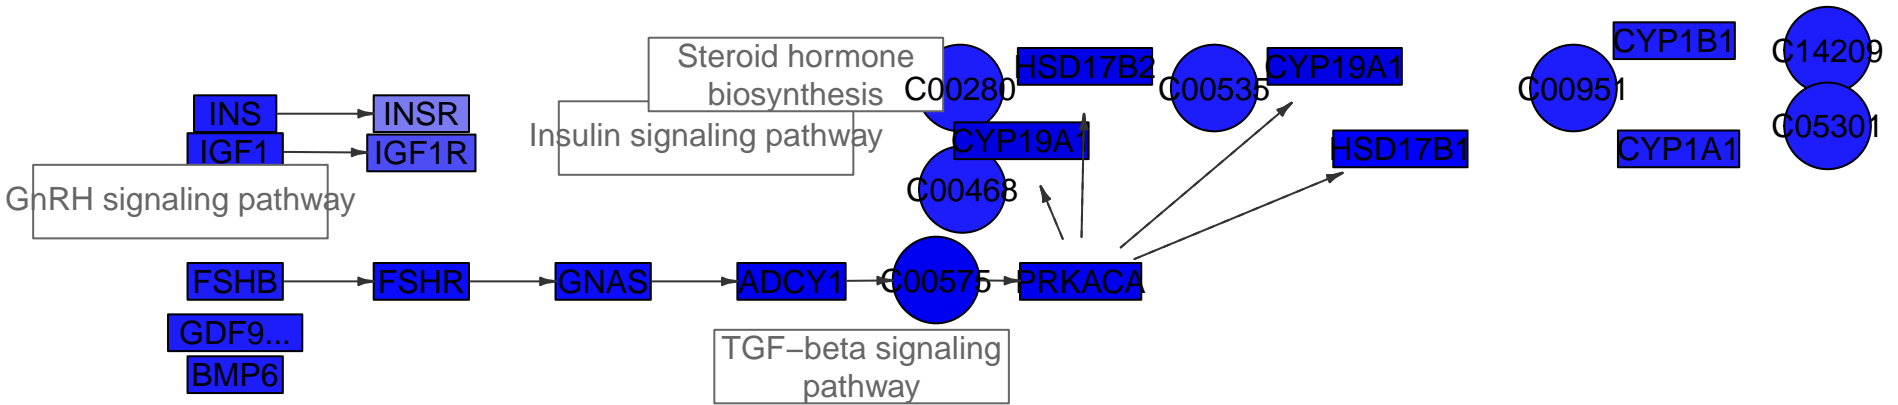 Steroid hormone
biosynthesis
C00280
HSD17B2
C00535
CYP19A1
C00951
CYP1B1
C14209
INS
INSR
Insulin signaling pathway
CYP19A1
HSD17B1
CYP1A1
C05301
IGF1
IGF1R
GnRH signaling pathway
C00468
FSHB
FSHR
GNAS
ADCY1
C00575
PRKACA
GDF9...
TGF−beta signaling
pathway
BMP6